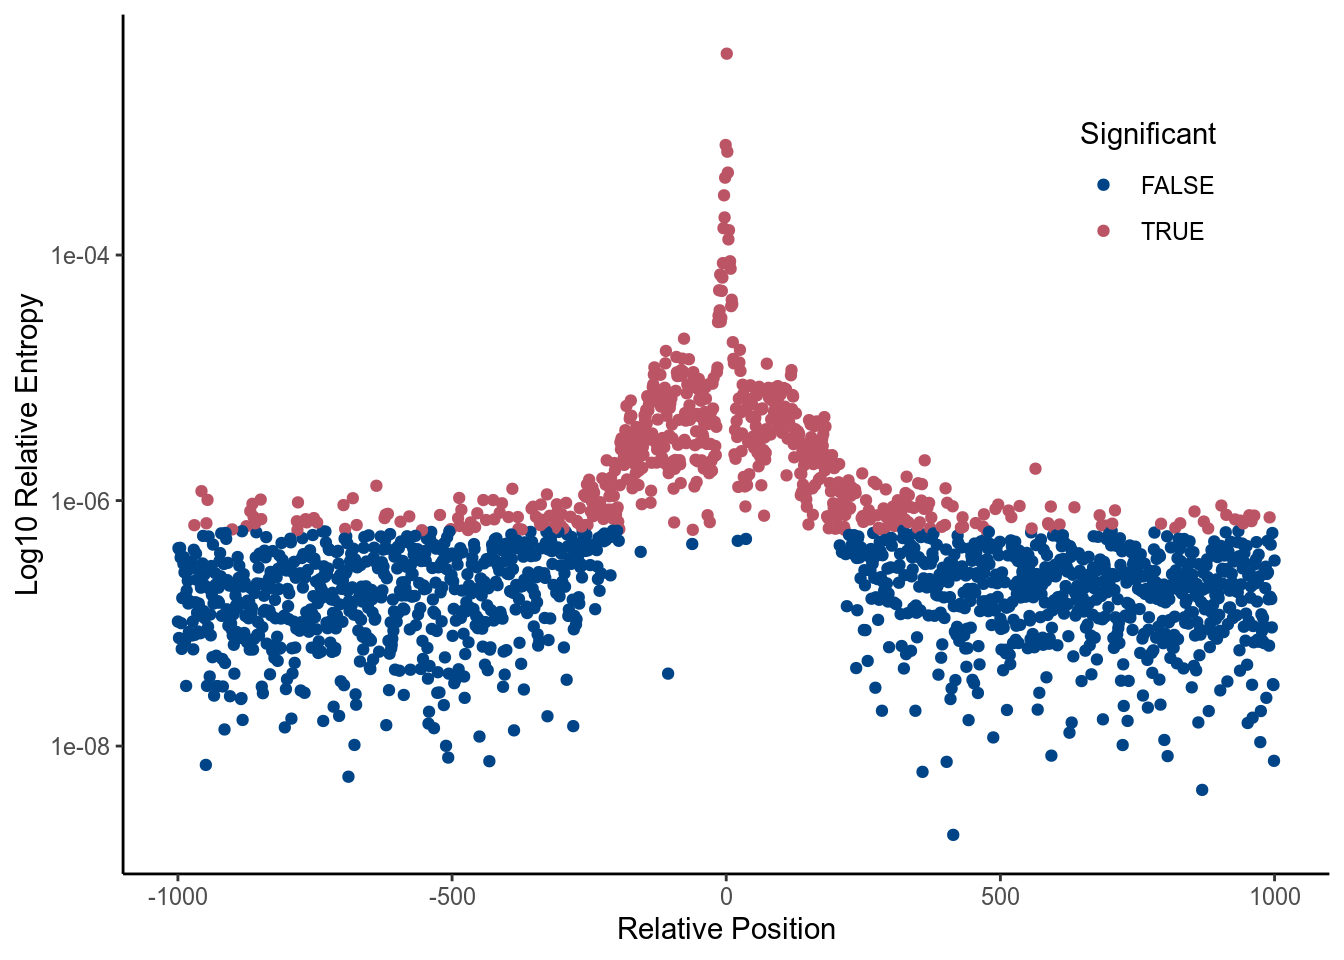 Log10 Relative Entropy
1e-04
1e-06
1e-08
Significant
FALSE
TRUE
-1000
-500
0
500
1000
Relative Position